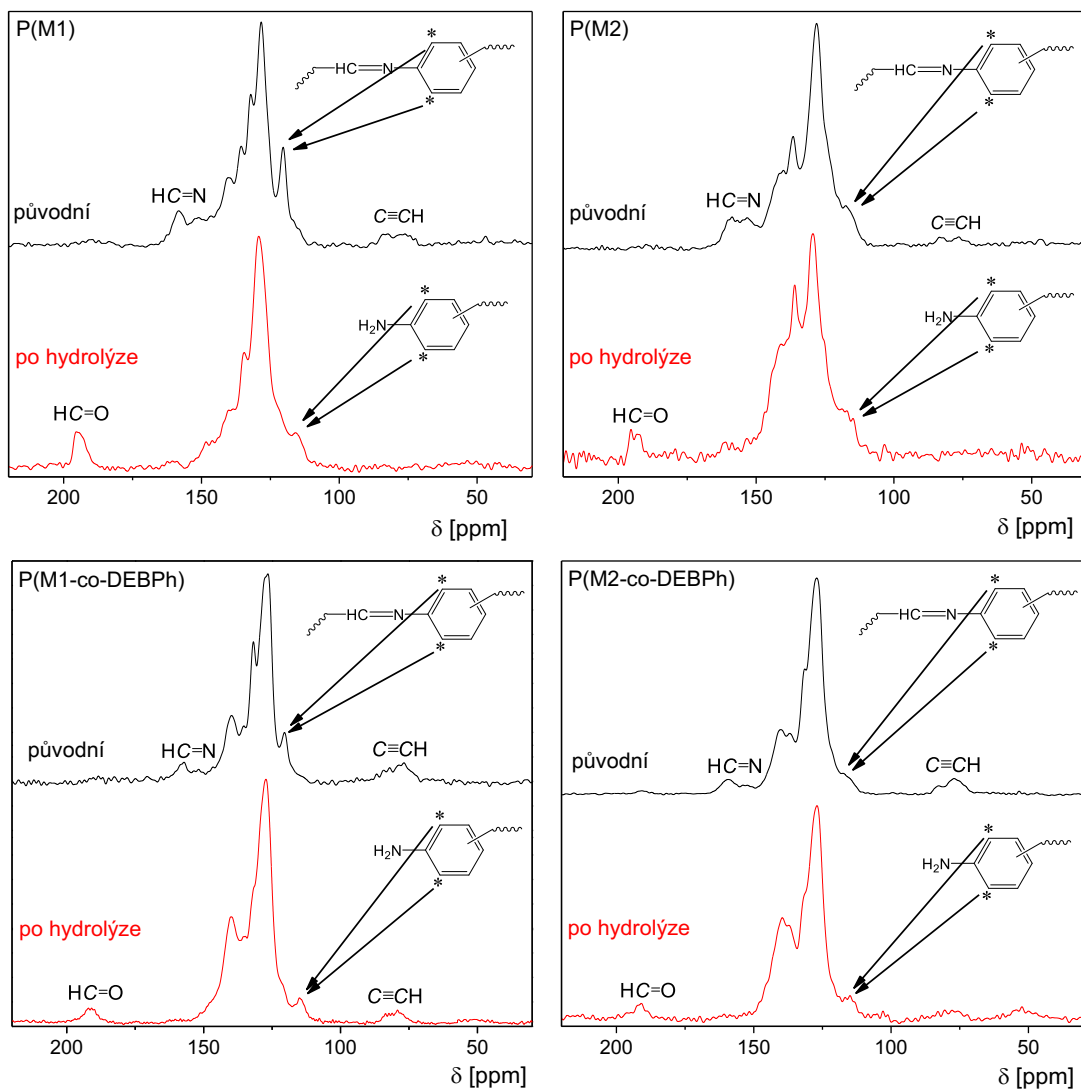 P(M1)
HC=N
*
*
HC=N
C≡CH
původní
*
H₂N
*
po hydrolýze
HC=O
200 150 100 50
δ [ppm]
P(M2)
HC=N
*
*
HC=N
C≡CH
původní
*
H₂N
*
po hydrolýze
HC=O
200 150 100 50
δ [ppm]
P(M1-co-DEBPh)
*
HC=N
*
původní
HC=N
C≡CH
*
H₂N
*
po hydrolýze
HC=O
C≡CH
200 150 100 50
δ [ppm]
P(M2-co-DEBPh)
*
HC=N
*
původní
HC=N
C≡CH
*
H₂N
*
po hydrolýze
HC=O
200 150 100 50
δ [ppm]